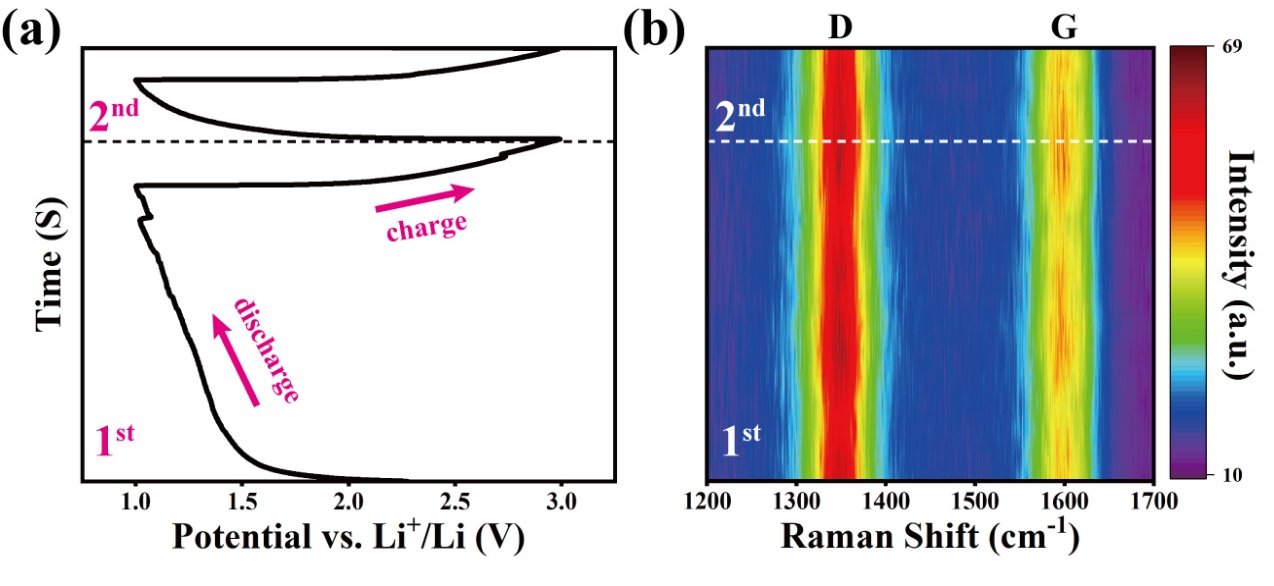 (a)
2nd
charge
discharge
1st
Time (S)
1.0 1.5 2.0 2.5 3.0
Potential vs. Li+/Li (V)
(b)
D G
2nd
1st
1200 1300 1400 1500 1600 1700
Raman Shift (cm-1)
69
10
Intensity (a.u.)